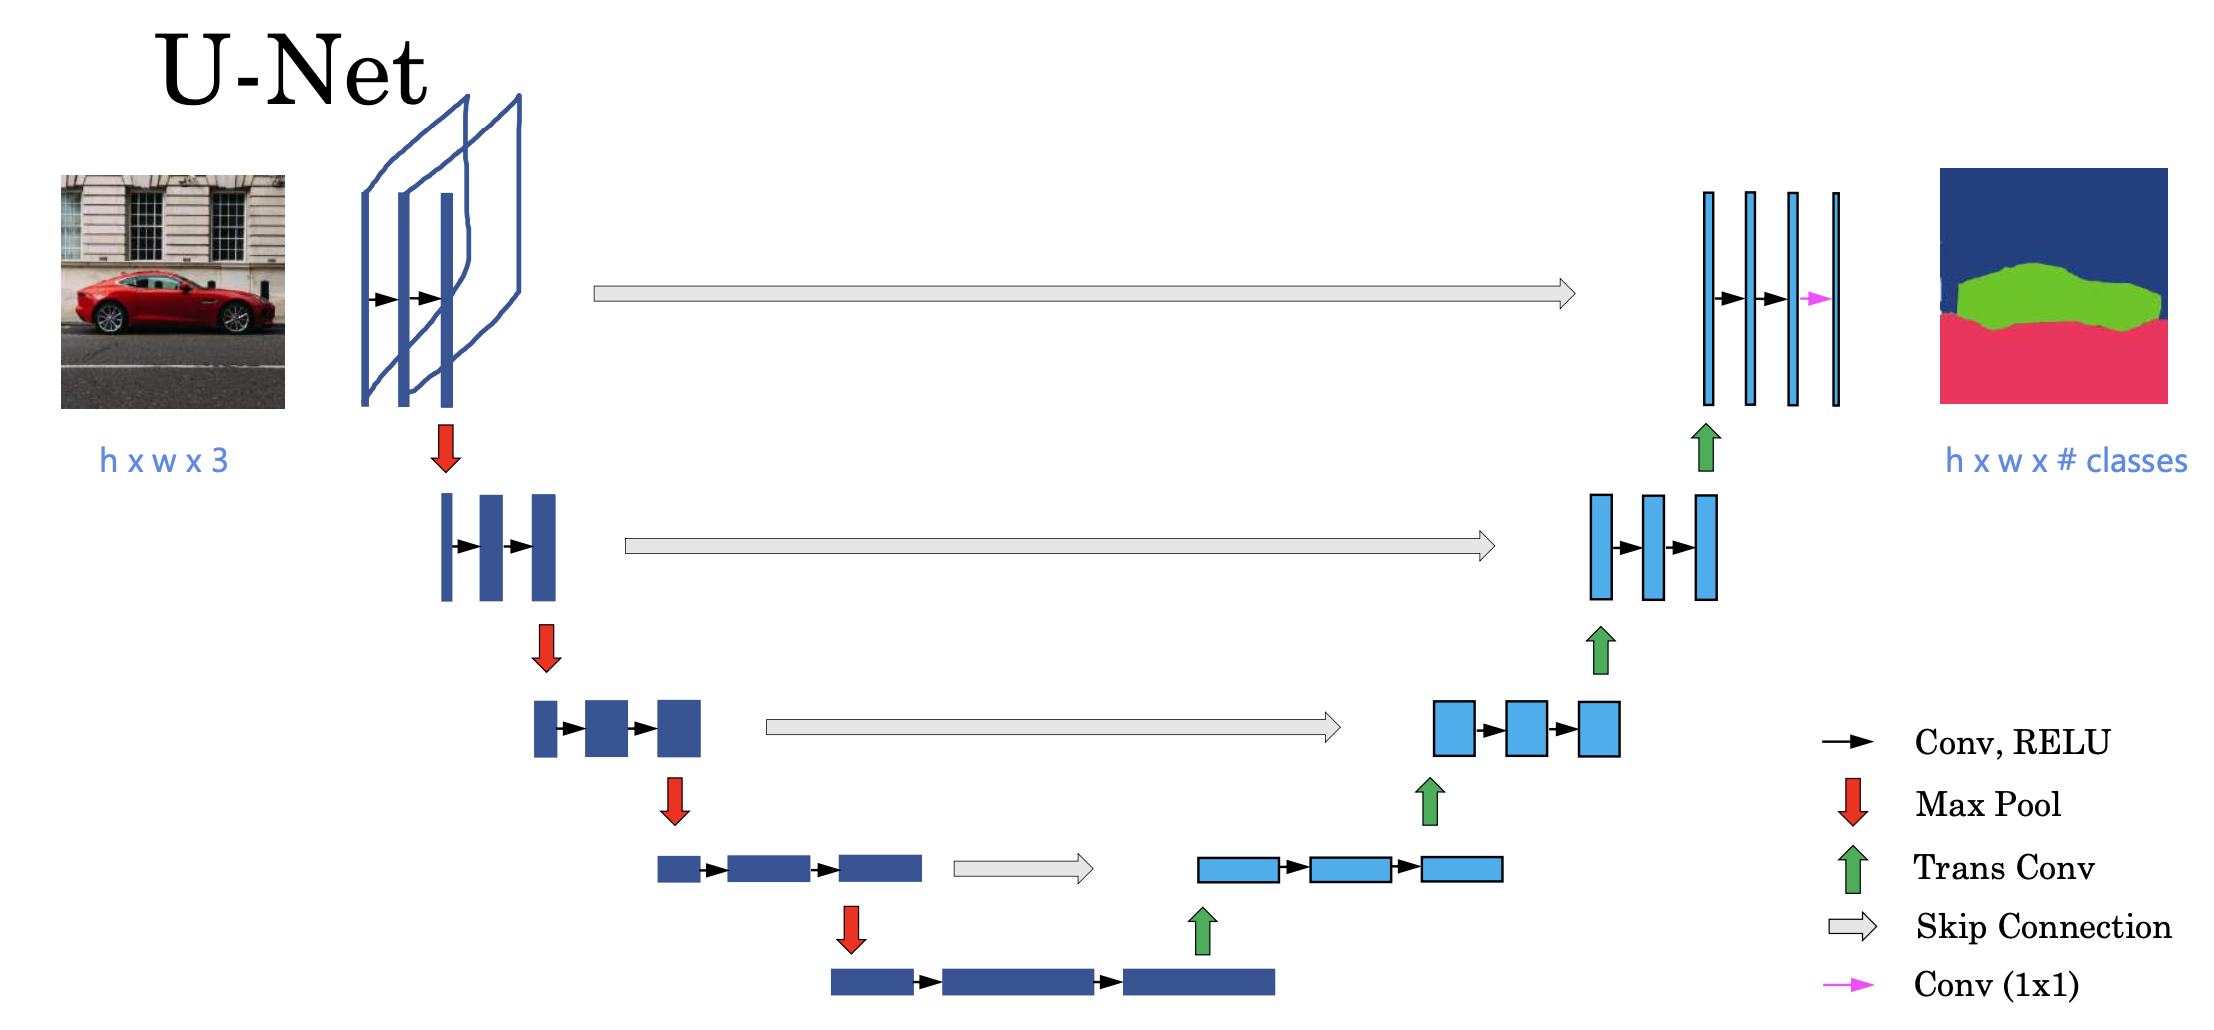 U-Net
h x w x 3
h x w x # classes
Conv, RELU
Max Pool
Trans Conv
Skip Connection
Conv (1x1)